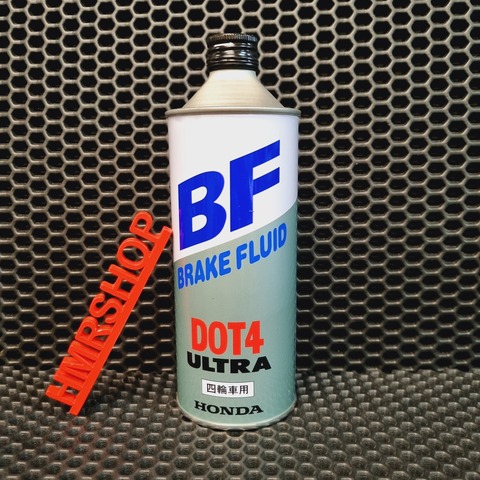 BF
BRAKE FLUID
DOT4
ULTRA
四輪車用
HONDA
HMRSHOP